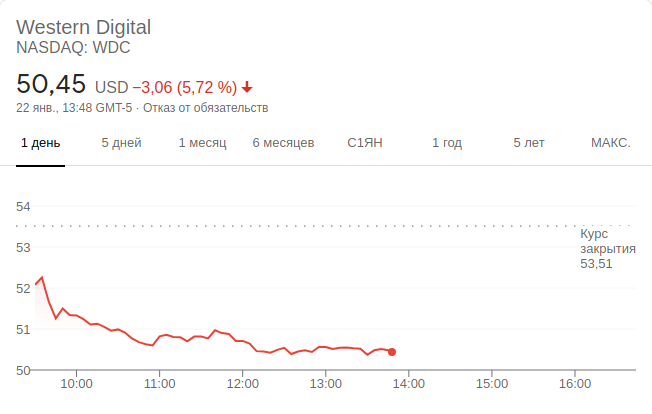 Western Digital
NASDAQ: WDC
50,45 USD −3,06 (5,72 %)
22 янв., 13:48 GMT-5 · Отказ от обязательств
1 день 5 дней 1 месяц 6 месяцев С1ЯН 1 год 5 лет МАКС.
54
Курс
закрытия
53,51
53
52
51
50
10:00 11:00 12:00 13:00 14:00 15:00 16:00